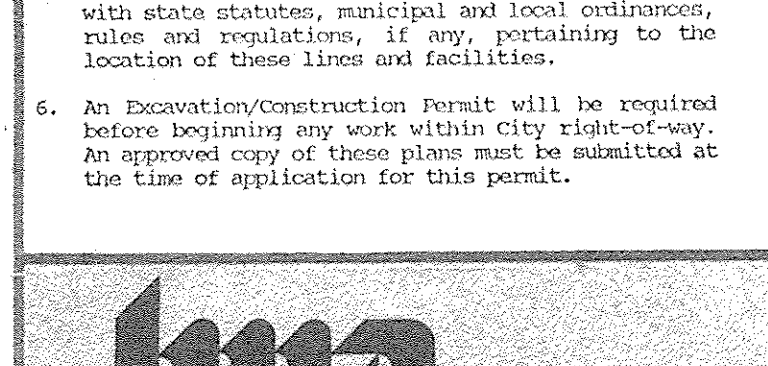 with state statutes, municipal and local ordinances,
rules and regulations, if any, pertaining to the
location of these lines and facilities.
6. An Excavation/Construction Permit will be required
before beginning any work within City right-of-way.
An approved copy of these plans must be submitted at
the time of application for this permit.